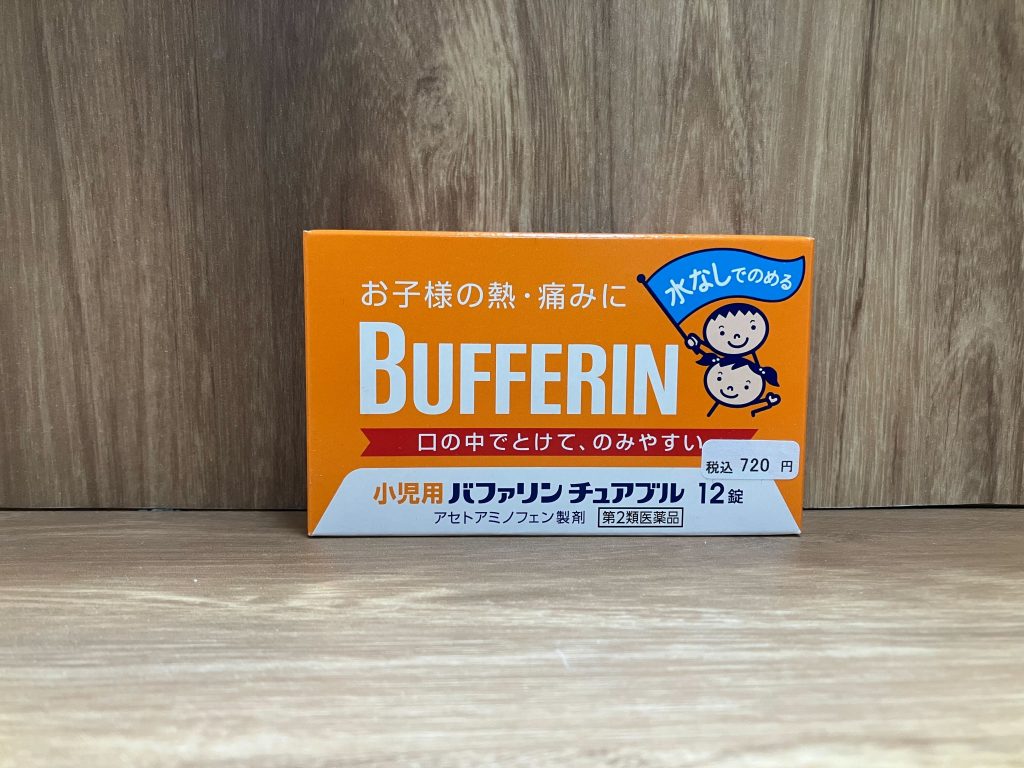 水なしでのめる
お子様の熱・痛みに
BUFFERIN
口の中でとけて、のみやすい
税込 720 円
小児用 バファリン チュアブル 12錠
アセトアミノフェン製剤 第2類医薬品